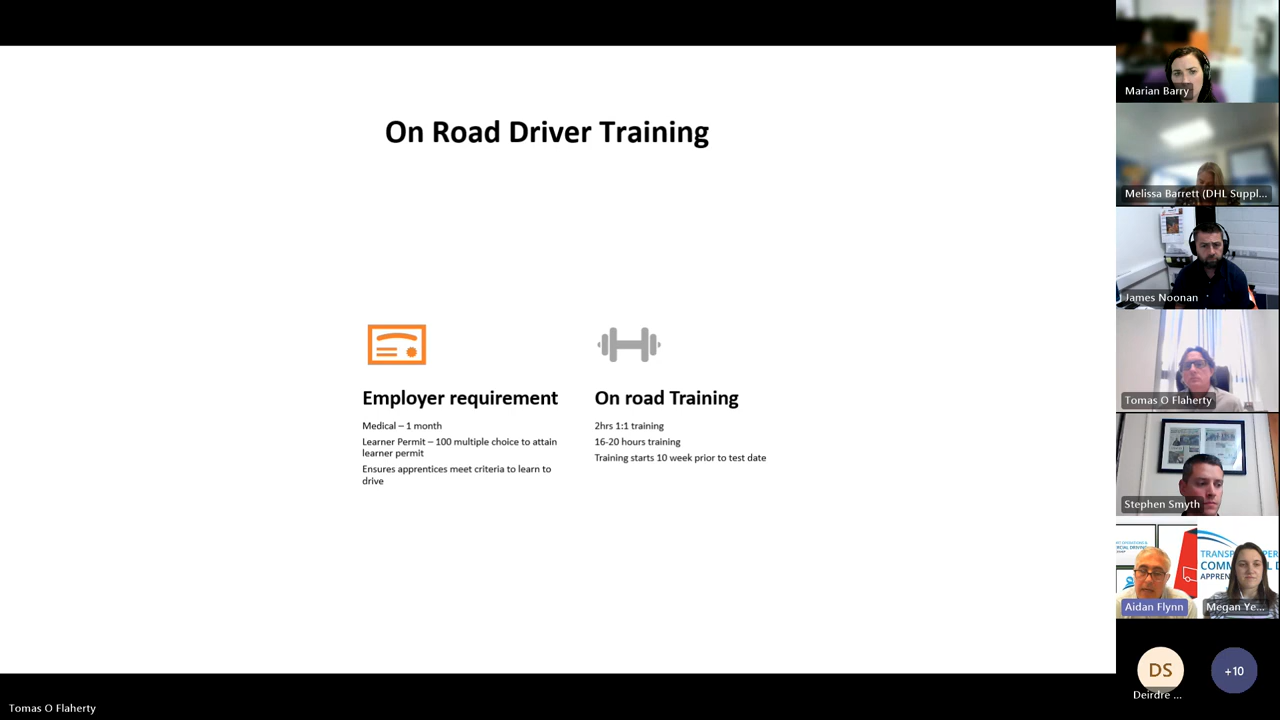 On Road Driver Training
Employer requirement
Medical – 1 month
Learner Permit – 100 multiple choice to attain
learner permit
Ensures apprentices meet criteria to learn to
drive
On road Training
2hrs 1:1 training
16-20 hours training
Training starts 10 week prior to test date
Marian Barry
Melissa Barrett (DHL Suppl...
James Noonan
Tomas O Flaherty
Stephen Smyth
Aidan Flynn
Megan Ye...
DS
Deirdre ...
+10
Tomas O Flaherty